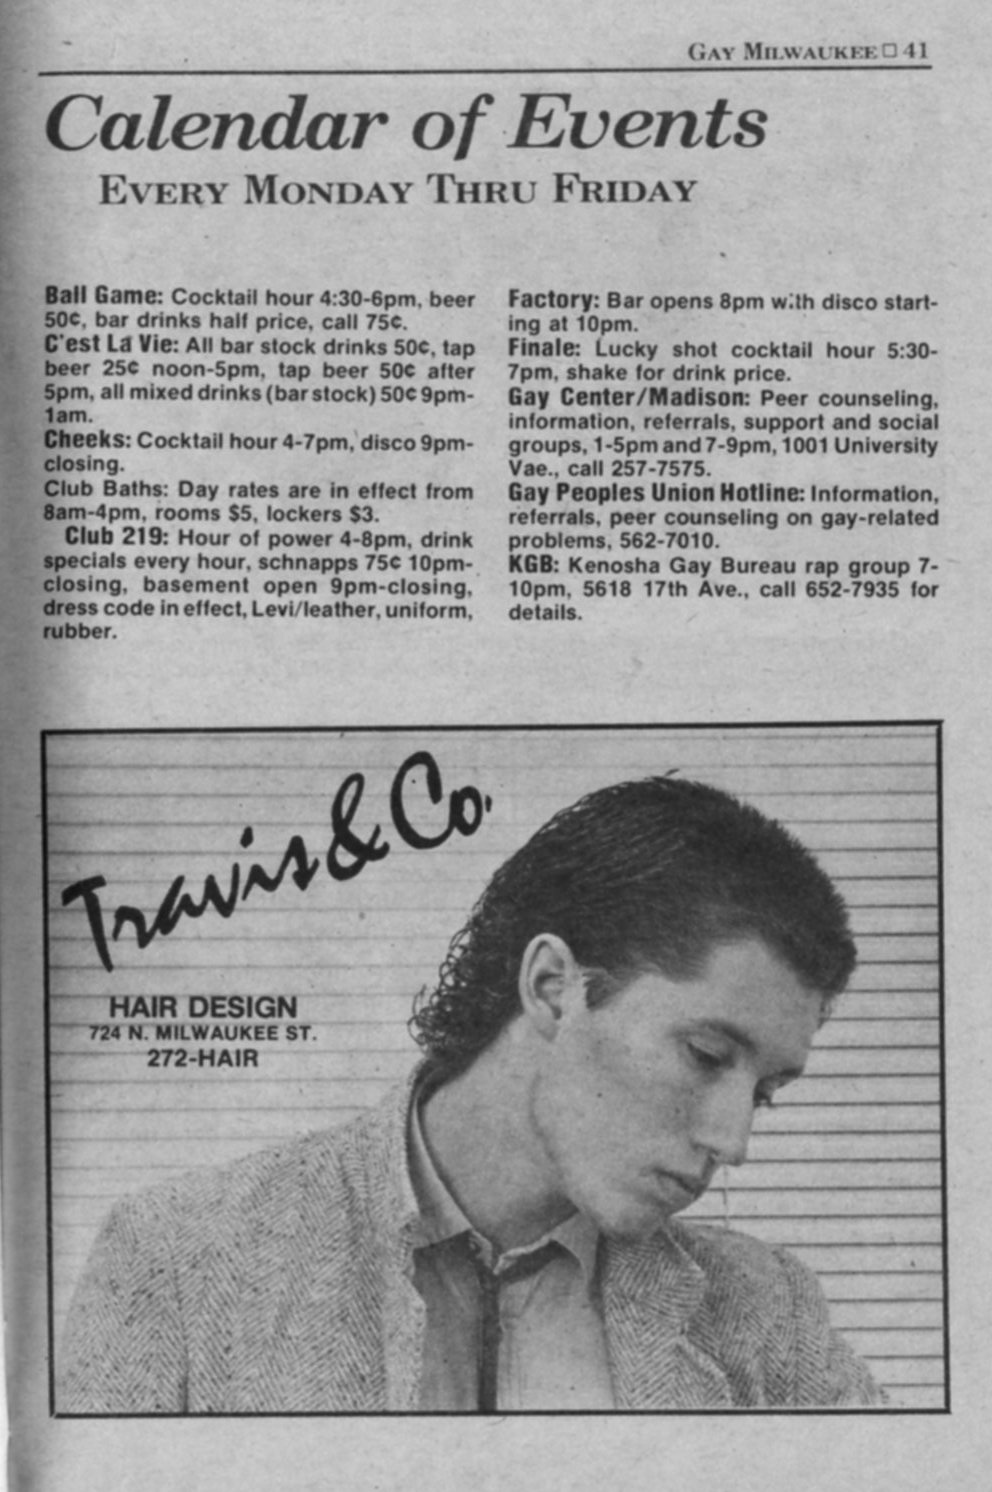 GAY MILWAUKEE □ 41
Calendar of Events
EVERY MONDAY THRU FRIDAY
Ball Game: Cocktail hour 4:30-6pm, beer
50¢, bar drinks half price, call 75¢.
C'est La Vie: All bar stock drinks 50¢, tap
beer 25¢ noon-5pm, tap beer 50¢ after
5pm, all mixed drinks (bar stock) 50¢ 9pm-
1am.
Cheeks: Cocktail hour 4-7pm, disco 9pm-
closing.
Club Baths: Day rates are in effect from
8am-4pm, rooms $5, lockers $3.
Club 219: Hour of power 4-8pm, drink
specials every hour, schnapps 75¢ 10pm-
closing, basement open 9pm-closing,
dress code in effect, Levi/leather, uniform,
rubber.
Factory: Bar opens 8pm with disco start-
ing at 10pm.
Finale: Lucky shot cocktail hour 5:30-
7pm, shake for drink price.
Gay Center/Madison: Peer counseling,
information, referrals, support and social
groups, 1-5pm and 7-9pm, 1001 University
Vae., call 257-7575.
Gay Peoples Union Hotline: Information,
referrals, peer counseling on gay-related
problems, 562-7010.
KGB: Kenosha Gay Bureau rap group 7-
10pm, 5618 17th Ave., call 652-7935 for
details.
Travis & Co.
HAIR DESIGN
724 N. MILWAUKEE ST.
272-HAIR